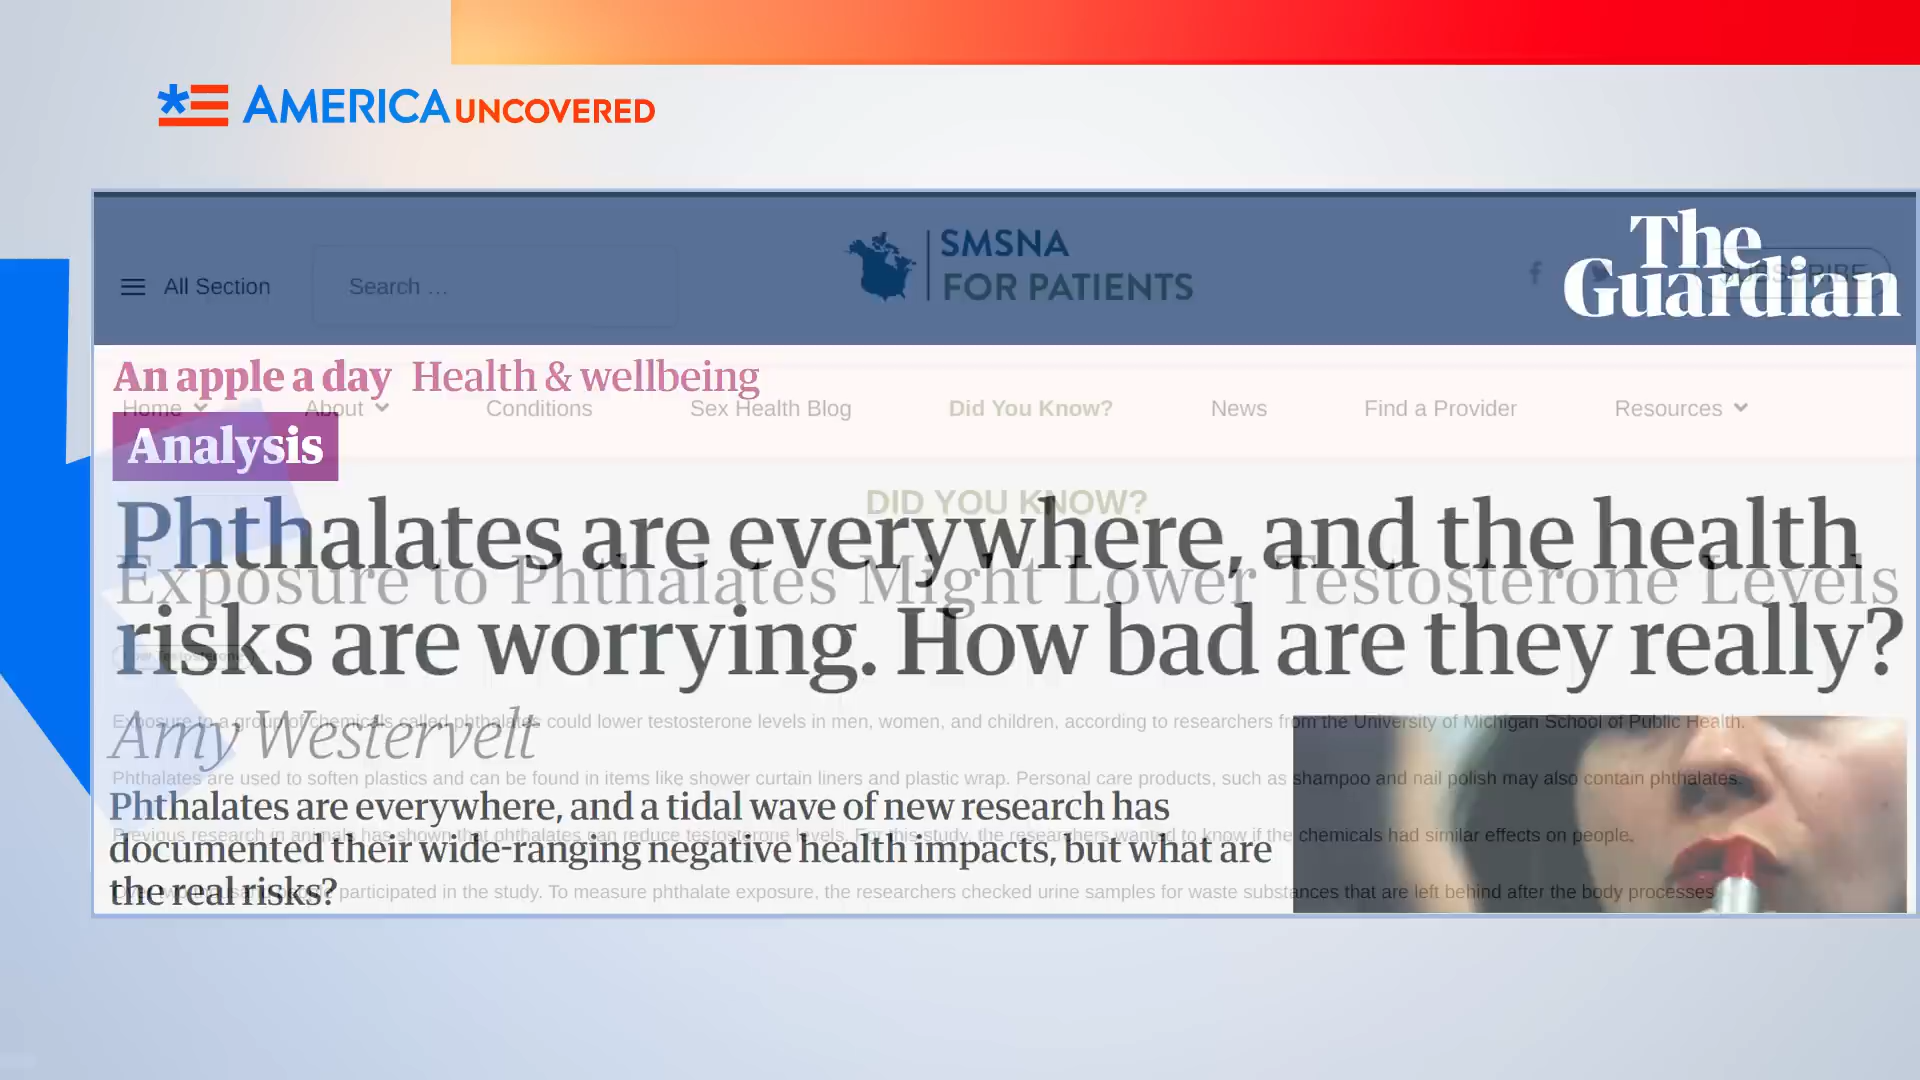 AMERICA UNCOVERED
All Section
Search ...
SMSNA
FOR PATIENTS
SUBSCRIBE
The
Guardian
An apple a day Health & wellbeing
Home About Conditions Sex Health Blog Did You Know? News Find a Provider Resources
Analysis
DID YOU KNOW?
Phthalates are everywhere, and the health
Exposure to Phthalates Might Lower Testosterone Levels
risks are worrying. How bad are they really?
Low Testosterone
Exposure to a group of chemicals called phthalates could lower testosterone levels in men, women, and children, according to researchers from the University of Michigan School of Public Health.
Amy Westervelt
Phthalates are used to soften plastics and can be found in items like shower curtain liners and plastic wrap. Personal care products, such as shampoo and nail polish may also contain phthalates.
Phthalates are everywhere, and a tidal wave of new research has
Previous research in animals has shown that phthalates can reduce testosterone levels. For this study, the researchers wanted to know if the chemicals had similar effects on people.
documented their wide-ranging negative health impacts, but what are
the real risks?
participated in the study. To measure phthalate exposure, the researchers checked urine samples for waste substances that are left behind after the body processes